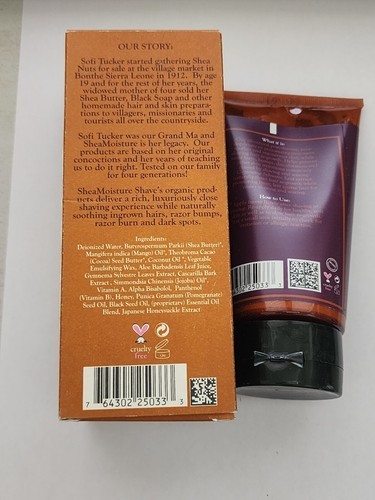 OUR STORY:
Sofi Tucker started gathering Shea
Nuts for sale at the village market in
Bonthe Sierra Leone in 1912. By age
19 and for the rest of her years, the
widowed mother of four sold her
Shea Butter, Black Soap and other
homemade hair and skin prepara-
tions to villagers, missionaries and
tourists all over the countryside.
Sofi Tucker was our Grand Ma and
SheaMoisture is her legacy. Our
products are based on her original
concoctions and her years of teaching
us to do it right. Tested on our family
for four generations!
SheaMoisture Shave's organic prod-
ucts deliver a rich, luxuriously close
shaving experience while naturally
soothing ingrown hairs, razor bumps,
razor burn and dark spots.
Ingredients:
Deionized Water, Butyrospermum Parkii (Shea Butter)*,
Mangifera indica (Mango) Oil*, Theobroma Cacao
(Cocoa) Seed Butter*, Coconut Oil *, Vegetable
Emulsifying Wax, Aloe Barbadensis Leaf Juice,
Gymnema Sylvestre Leaves Extract, Cascarilla Bark
Extract , Simmondsia Chinensis (Jojoba) Oil*,
Vitamin A, Alpha Bisabolol, Panthenol
(Vitamin B), Honey, Punica Granatum (Pomegranate)
Seed Oil, Black Seed Oil, (proprietary) Essential Oil
Blend, Japanese Honeysuckle Extract
cruelty
free
7 64302 25033 3
What it is:
How to Use:
25033 3